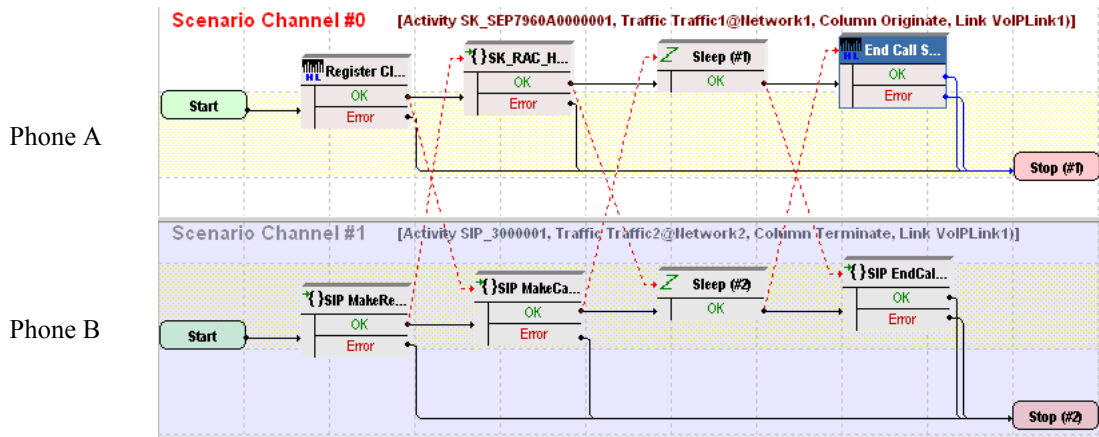 Scenario Channel #0 [Activity SK_SEP7960A0000001, Traffic Traffic1@Network1, Column Originate, Link VoIPLink1)]
Phone A
Start
HL Register Cl...
OK
Error
{}SK_RAC_H...
OK
Error
Z Sleep (#1)
OK
HL End Call S...
OK
Error
Stop (#1)
Scenario Channel #1 [Activity SIP_3000001, Traffic Traffic2@Network2, Column Terminate, Link VoIPLink1)]
Phone B
Start
{}SIP MakeRe...
OK
Error
{}SIP MakeCa...
OK
Error
Z Sleep (#2)
OK
{}SIP EndCal...
OK
Error
Stop (#2)